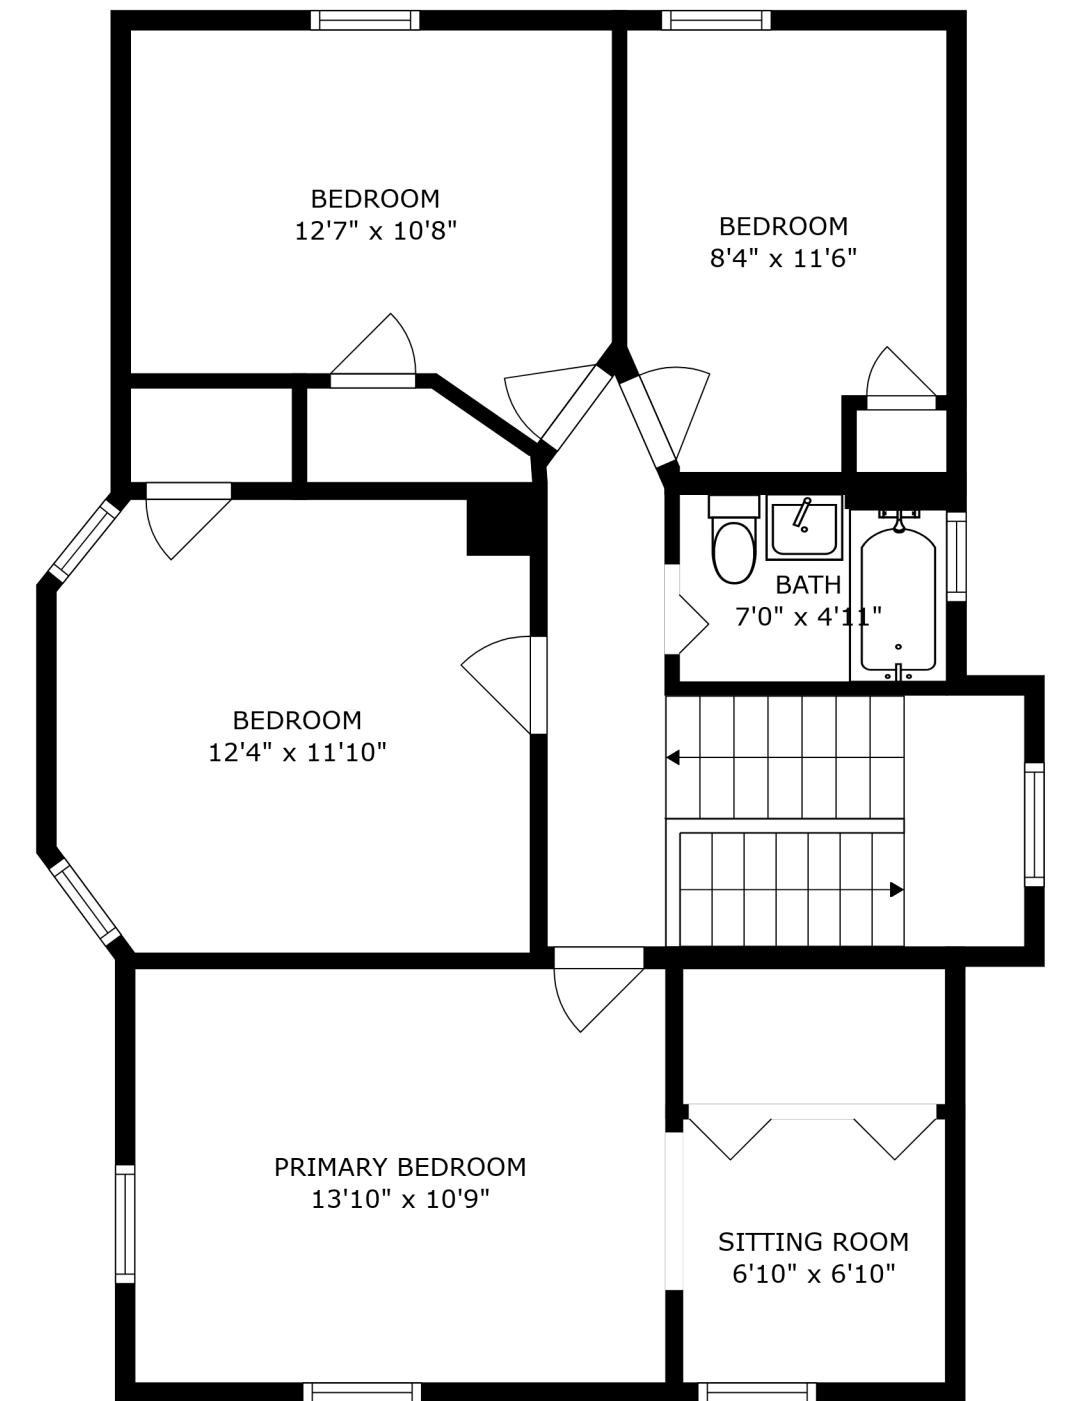 BEDROOM
12'7" x 10'8"
BEDROOM
8'4" x 11'6"
BATH
7'0" x 4'11"
BEDROOM
12'4" x 11'10"
PRIMARY BEDROOM
13'10" x 10'9"
SITTING ROOM
6'10" x 6'10"